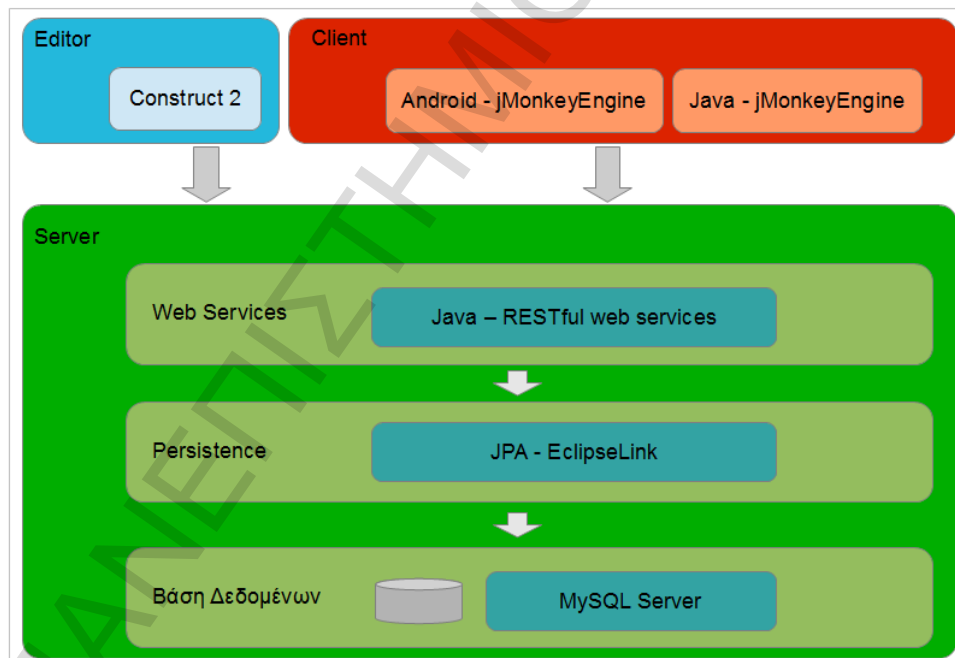 Editor
Client
Construct 2
Android - jMonkeyEngine
Java - jMonkeyEngine
Server
Web Services
Java – RESTful web services
Persistence
JPA - EclipseLink
Βάση Δεδομένων
MySQL Server
ΑΝΕΠΙΣΤΗΜΙΟ